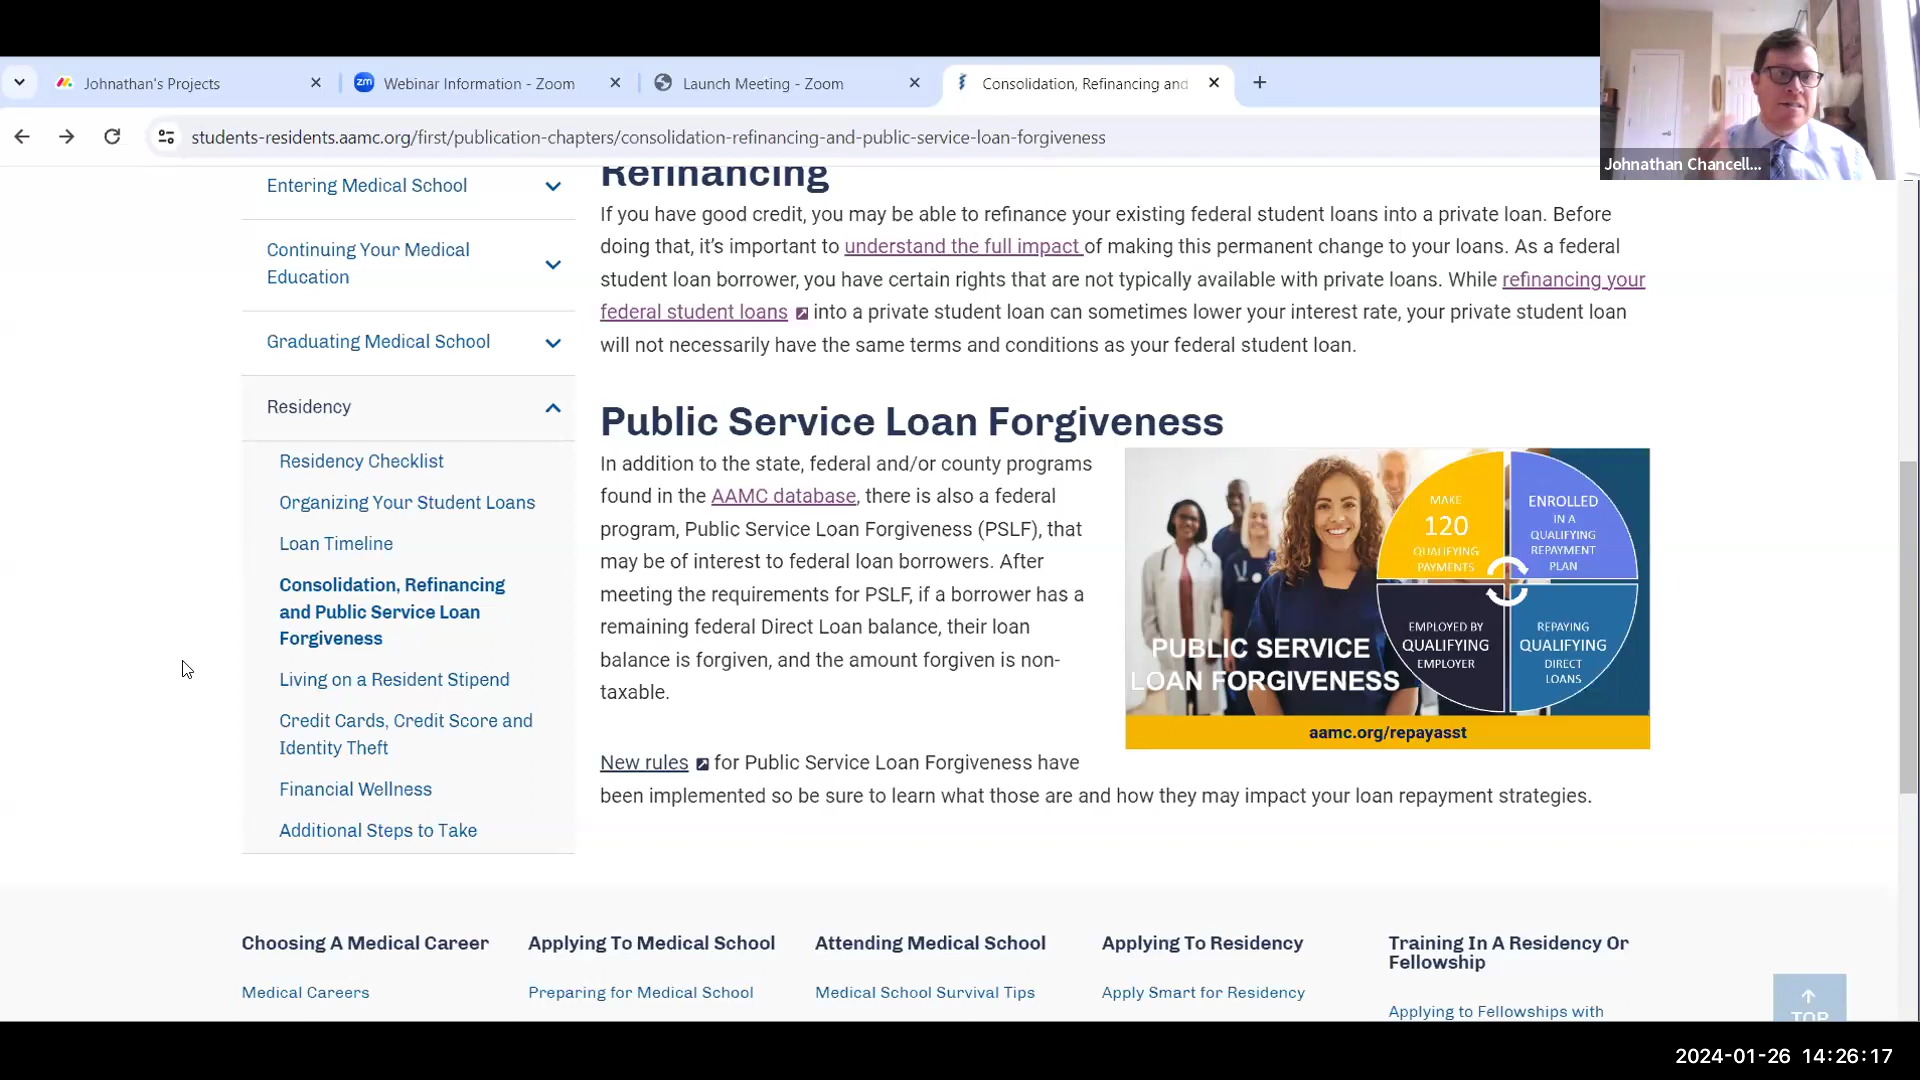 Johnathan's Projects
Webinar Information - Zoom
Launch Meeting - Zoom
Consolidation, Refinancing and
students-residents.aamc.org/first/publication-chapters/consolidation-refinancing-and-public-service-loan-forgiveness
Johnathan Chancell...
Entering Medical School
Continuing Your Medical
Education
Graduating Medical School
Residency
Residency Checklist
Organizing Your Student Loans
Loan Timeline
Consolidation, Refinancing
and Public Service Loan
Forgiveness
Living on a Resident Stipend
Credit Cards, Credit Score and
Identity Theft
Financial Wellness
Additional Steps to Take
Refinancing
If you have good credit, you may be able to refinance your existing federal student loans into a private loan. Before
doing that, it's important to understand the full impact of making this permanent change to your loans. As a federal
student loan borrower, you have certain rights that are not typically available with private loans. While refinancing your
federal student loans into a private student loan can sometimes lower your interest rate, your private student loan
will not necessarily have the same terms and conditions as your federal student loan.
Public Service Loan Forgiveness
In addition to the state, federal and/or county programs
found in the AAMC database, there is also a federal
program, Public Service Loan Forgiveness (PSLF), that
may be of interest to federal loan borrowers. After
meeting the requirements for PSLF, if a borrower has a
remaining federal Direct Loan balance, their loan
balance is forgiven, and the amount forgiven is non-
taxable.
MAKE
120
QUALIFYING
PAYMENTS
ENROLLED
IN A
QUALIFYING
REPAYMENT
PLAN
EMPLOYED BY
QUALIFYING
EMPLOYER
REPAYING
QUALIFYING
DIRECT
LOANS
PUBLIC SERVICE
LOAN FORGIVENESS
aamc.org/repayasst
New rules for Public Service Loan Forgiveness have
been implemented so be sure to learn what those are and how they may impact your loan repayment strategies.
Choosing A Medical Career
Medical Careers
Applying To Medical School
Preparing for Medical School
Attending Medical School
Medical School Survival Tips
Applying To Residency
Apply Smart for Residency
Training In A Residency Or
Fellowship
Applying to Fellowships with
TOP
2024-01-26 14:26:17
zm